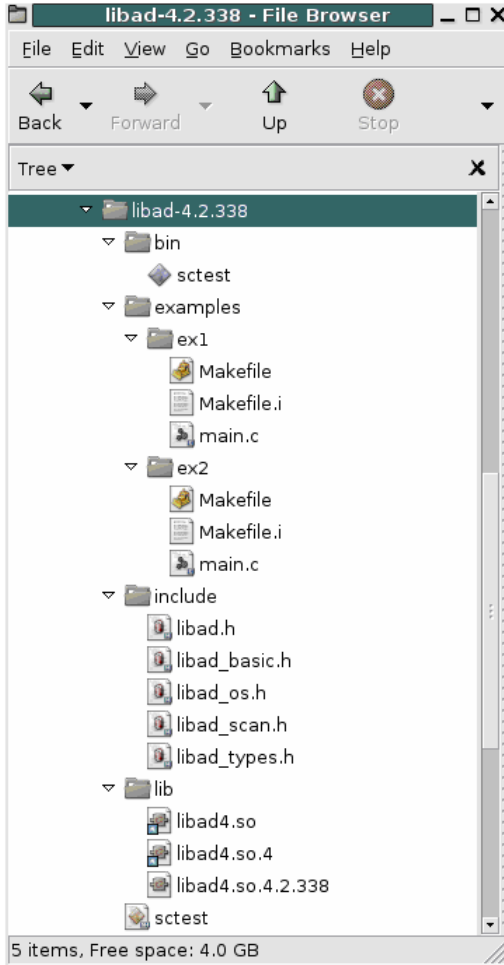 libad-4.2.338 - File Browser
File Edit View Go Bookmarks Help
Back Forward Up Stop
Tree
libad-4.2.338
bin
sctest
examples
ex1
Makefile
Makefile.i
main.c
ex2
Makefile
Makefile.i
main.c
include
libad.h
libad_basic.h
libad_os.h
libad_scan.h
libad_types.h
lib
libad4.so
libad4.so.4
libad4.so.4.2.338
sctest
5 items, Free space: 4.0 GB